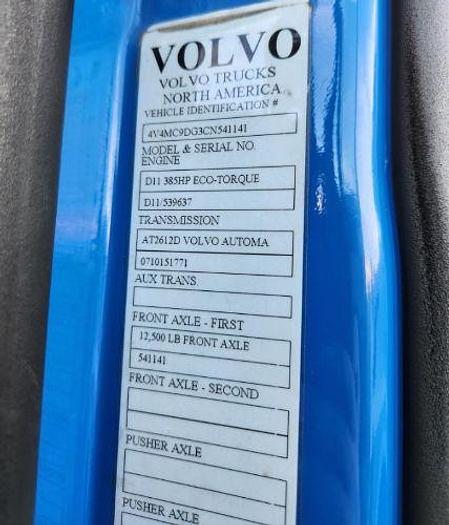 VOLVO
VOLVO TRUCKS
NORTH AMERICA
VEHICLE IDENTIFICATION #
4V4MC9DG3CN541141
MODEL & SERIAL NO.
ENGINE
D11 385HP ECO-TORQUE
D11/539637
TRANSMISSION
AT2612D VOLVO AUTOMA
0710151771
AUX TRANS.
FRONT AXLE - FIRST
12,500 LB FRONT AXLE
541141
FRONT AXLE - SECOND
PUSHER AXLE
PUSHER AXLE